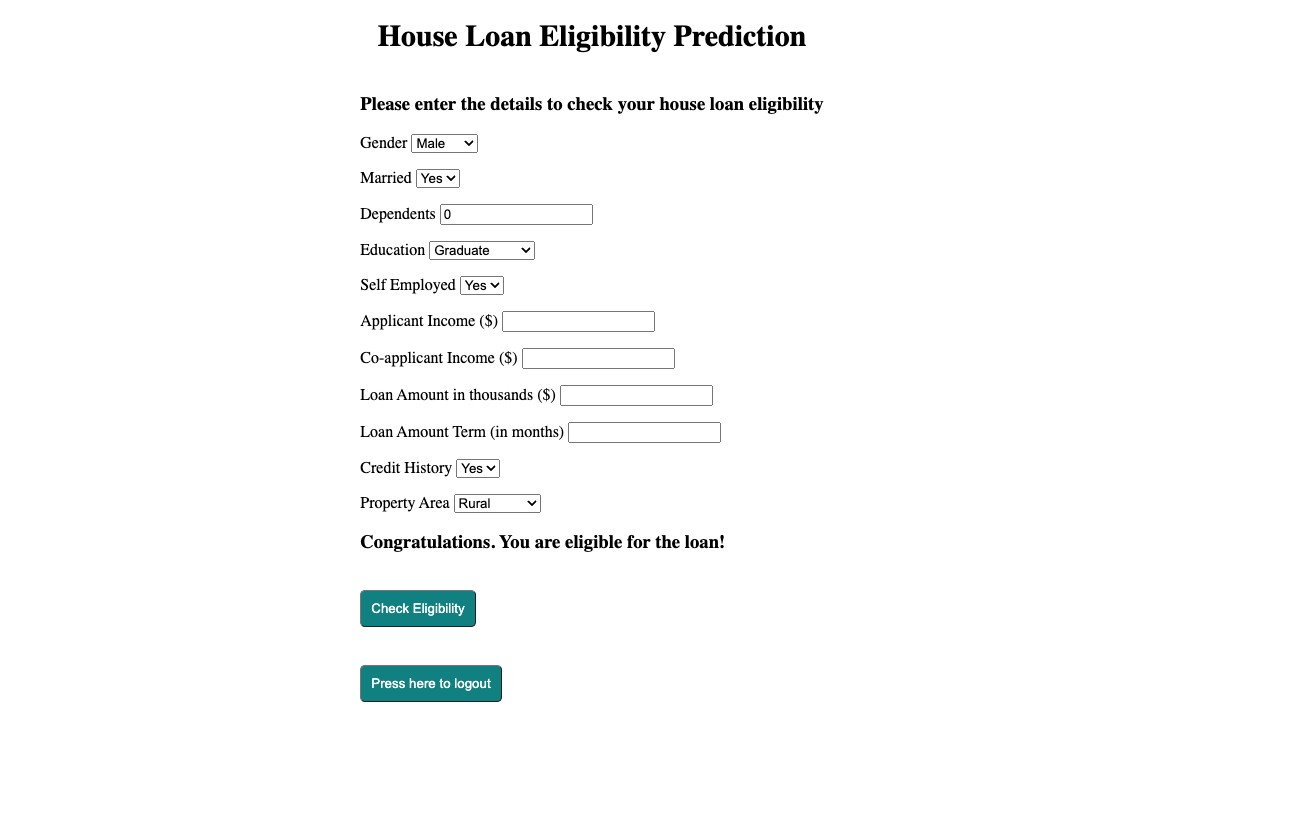 House Loan Eligibility Prediction
Please enter the details to check your house loan eligibility
Gender Male
Married Yes
Dependents 0
Education Graduate
Self Employed Yes
Applicant Income ($)
Co-applicant Income ($)
Loan Amount in thousands ($)
Loan Amount Term (in months)
Credit History Yes
Property Area Rural
Congratulations. You are eligible for the loan!
Check Eligibility
Press here to logout